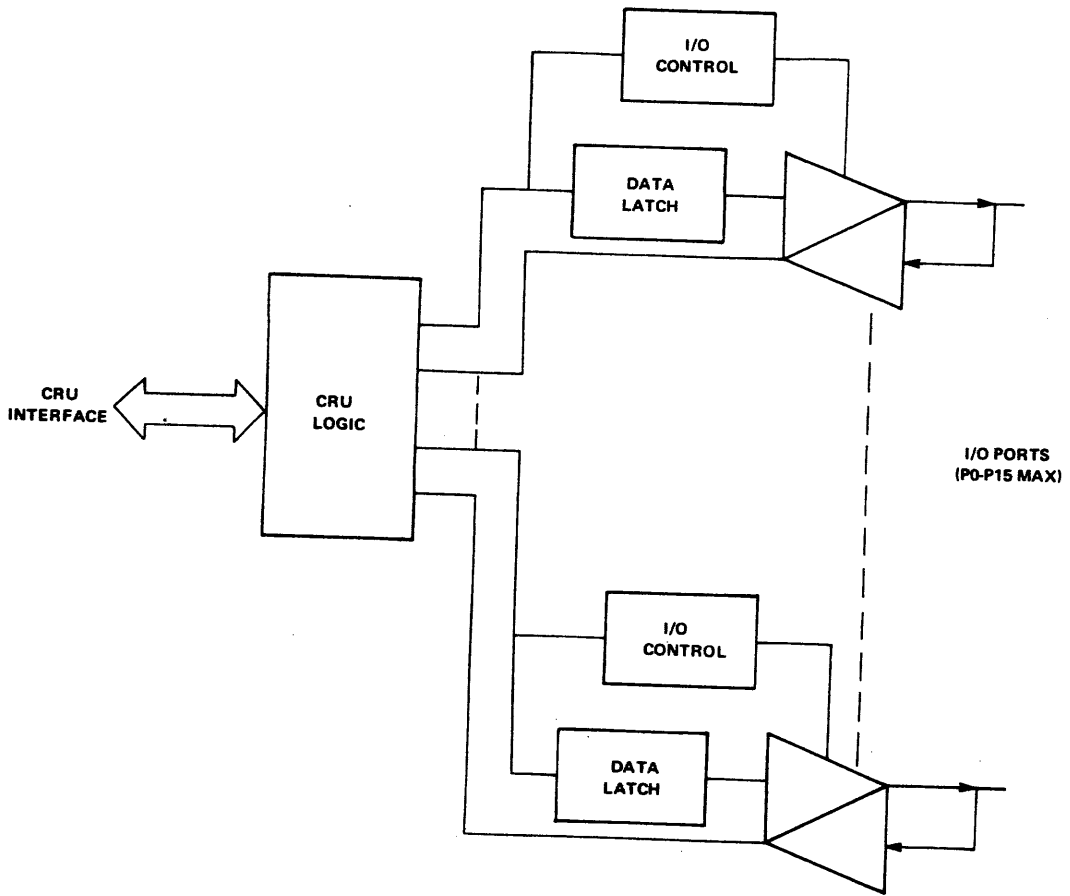 I/O
CONTROL
DATA
LATCH
CRU
INTERFACE
CRU
LOGIC
I/O PORTS
(P0-P15 MAX)
I/O
CONTROL
DATA
LATCH